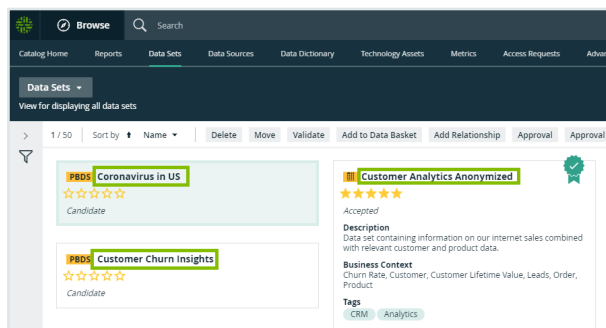 Browse
Search
Catalog Home Reports Data Sets Data Sources Data Dictionary Technology Assets Metrics Access Requests Advan
Data Sets
View for displaying all data sets
1 / 50 Sort by Name Delete Move Validate Add to Data Basket Add Relationship Approval Approval
PBDS Coronavirus in US
Candidate
PBDS Customer Churn Insights
Candidate
Customer Analytics Anonymized
Accepted
Description
Data set containing information on our internet sales combined
with relevant customer and product data.
Business Context
Churn Rate, Customer, Customer Lifetime Value, Leads, Order,
Product
Tags
CRM Analytics